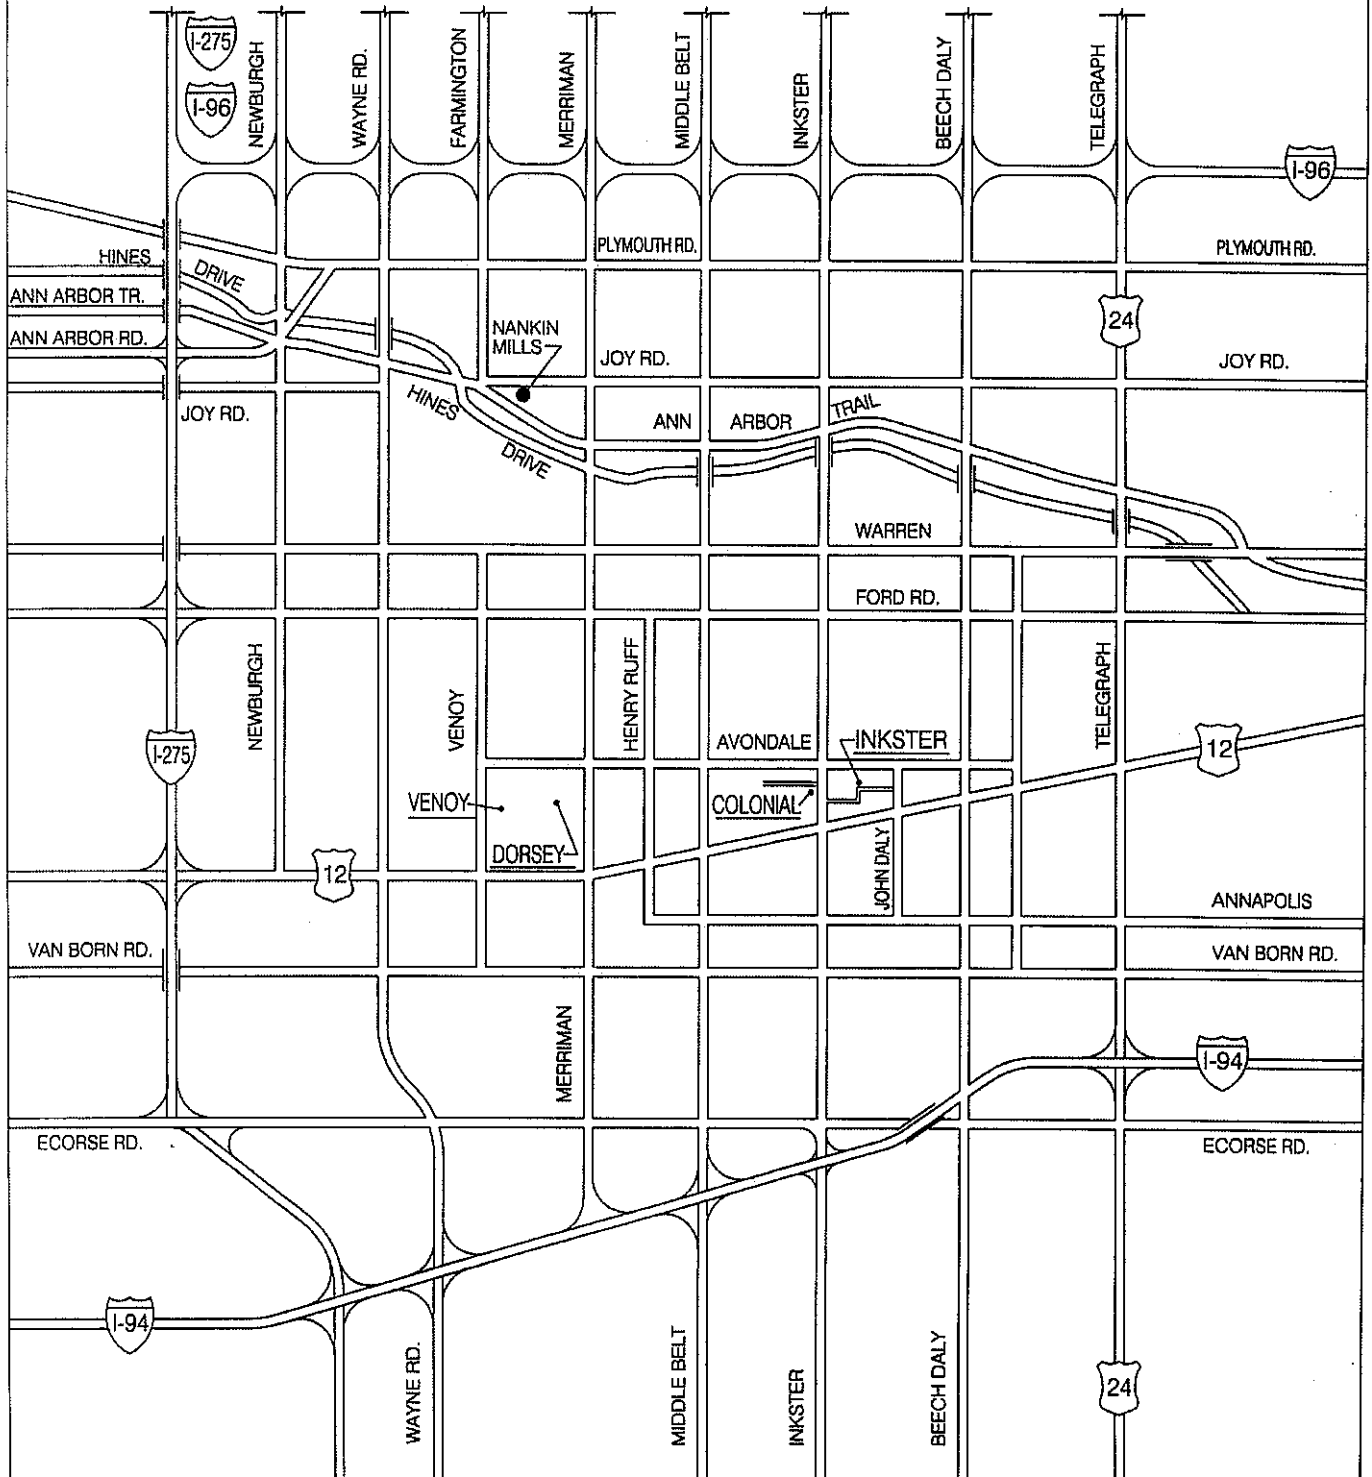 I-275
I-96
NEWBURGH
WAYNE RD.
FARMINGTON
MERRIMAN
MIDDLE BELT
INKSTER
BEECH DALY
TELEGRAPH
I-96
PLYMOUTH RD.
PLYMOUTH RD.
HINES
DRIVE
ANN ARBOR TR.
ANN ARBOR RD.
24
NANKIN
MILLS
JOY RD.
JOY RD.
JOY RD.
HINES
DRIVE
ANN
ARBOR
TRAIL
WARREN
FORD RD.
NEWBURGH
VENOY
HENRY RUFF
TELEGRAPH
I-275
AVONDALE
INKSTER
12
VENOY
COLONIAL
DORSEY
12
JOHN DALY
ANNAPOLIS
VAN BORN RD.
VAN BORN RD.
MERRIMAN
I-94
ECORSE RD.
ECORSE RD.
I-94
WAYNE RD.
MIDDLE BELT
INKSTER
BEECH DALY
24